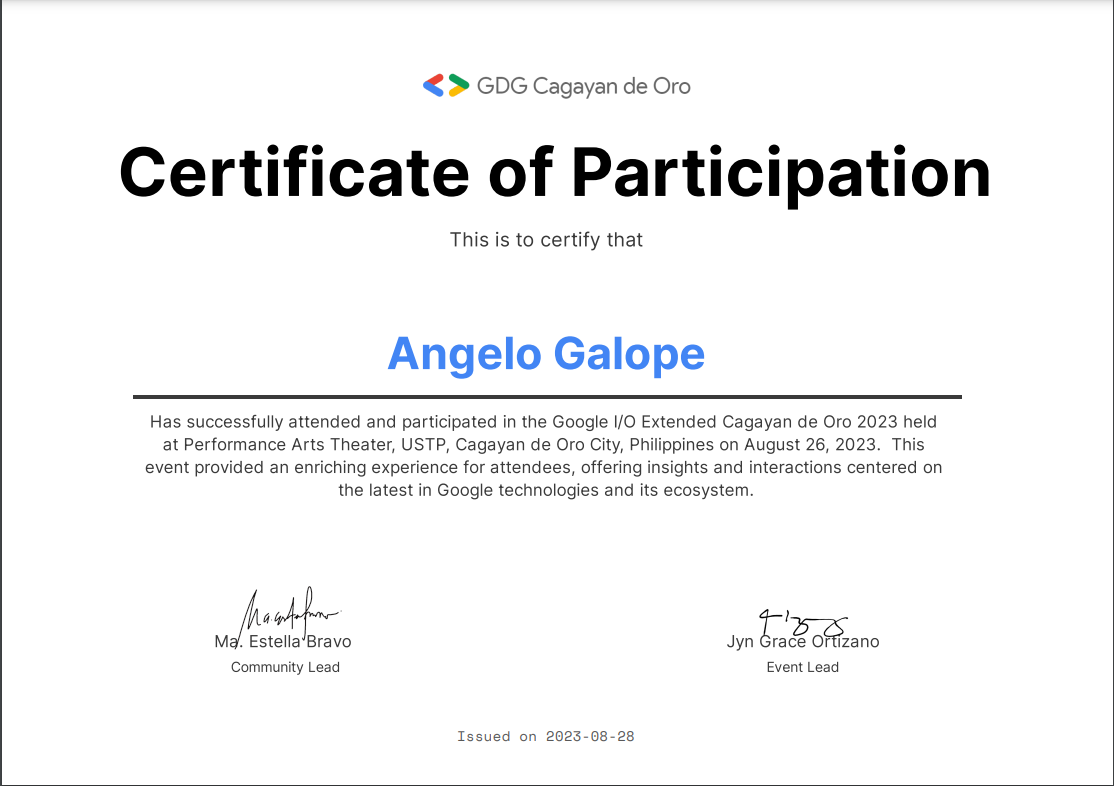 GDG Cagayan de Oro
Certificate of Participation
This is to certify that
Angelo Galope
Has successfully attended and participated in the Google I/O Extended Cagayan de Oro 2023 held
at Performance Arts Theater, USTP, Cagayan de Oro City, Philippines on August 26, 2023. This
event provided an enriching experience for attendees, offering insights and interactions centered on
the latest in Google technologies and its ecosystem.
Ma. Estella Bravo
Community Lead
Jyn Grace Ortizano
Event Lead
Issued on 2023-08-28